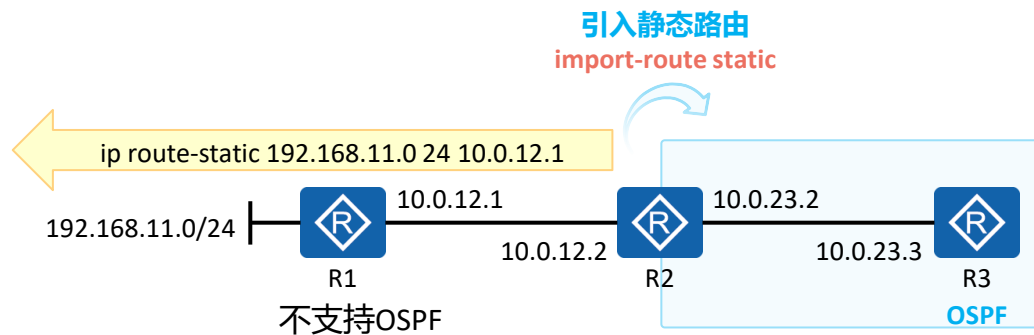 引入静态路由
import-route static
ip route-static 192.168.11.0 24 10.0.12.1
192.168.11.0/24
R
10.0.12.1
10.0.12.2
R
10.0.23.2
10.0.23.3
R
R1
R2
R3
不支持OSPF
OSPF